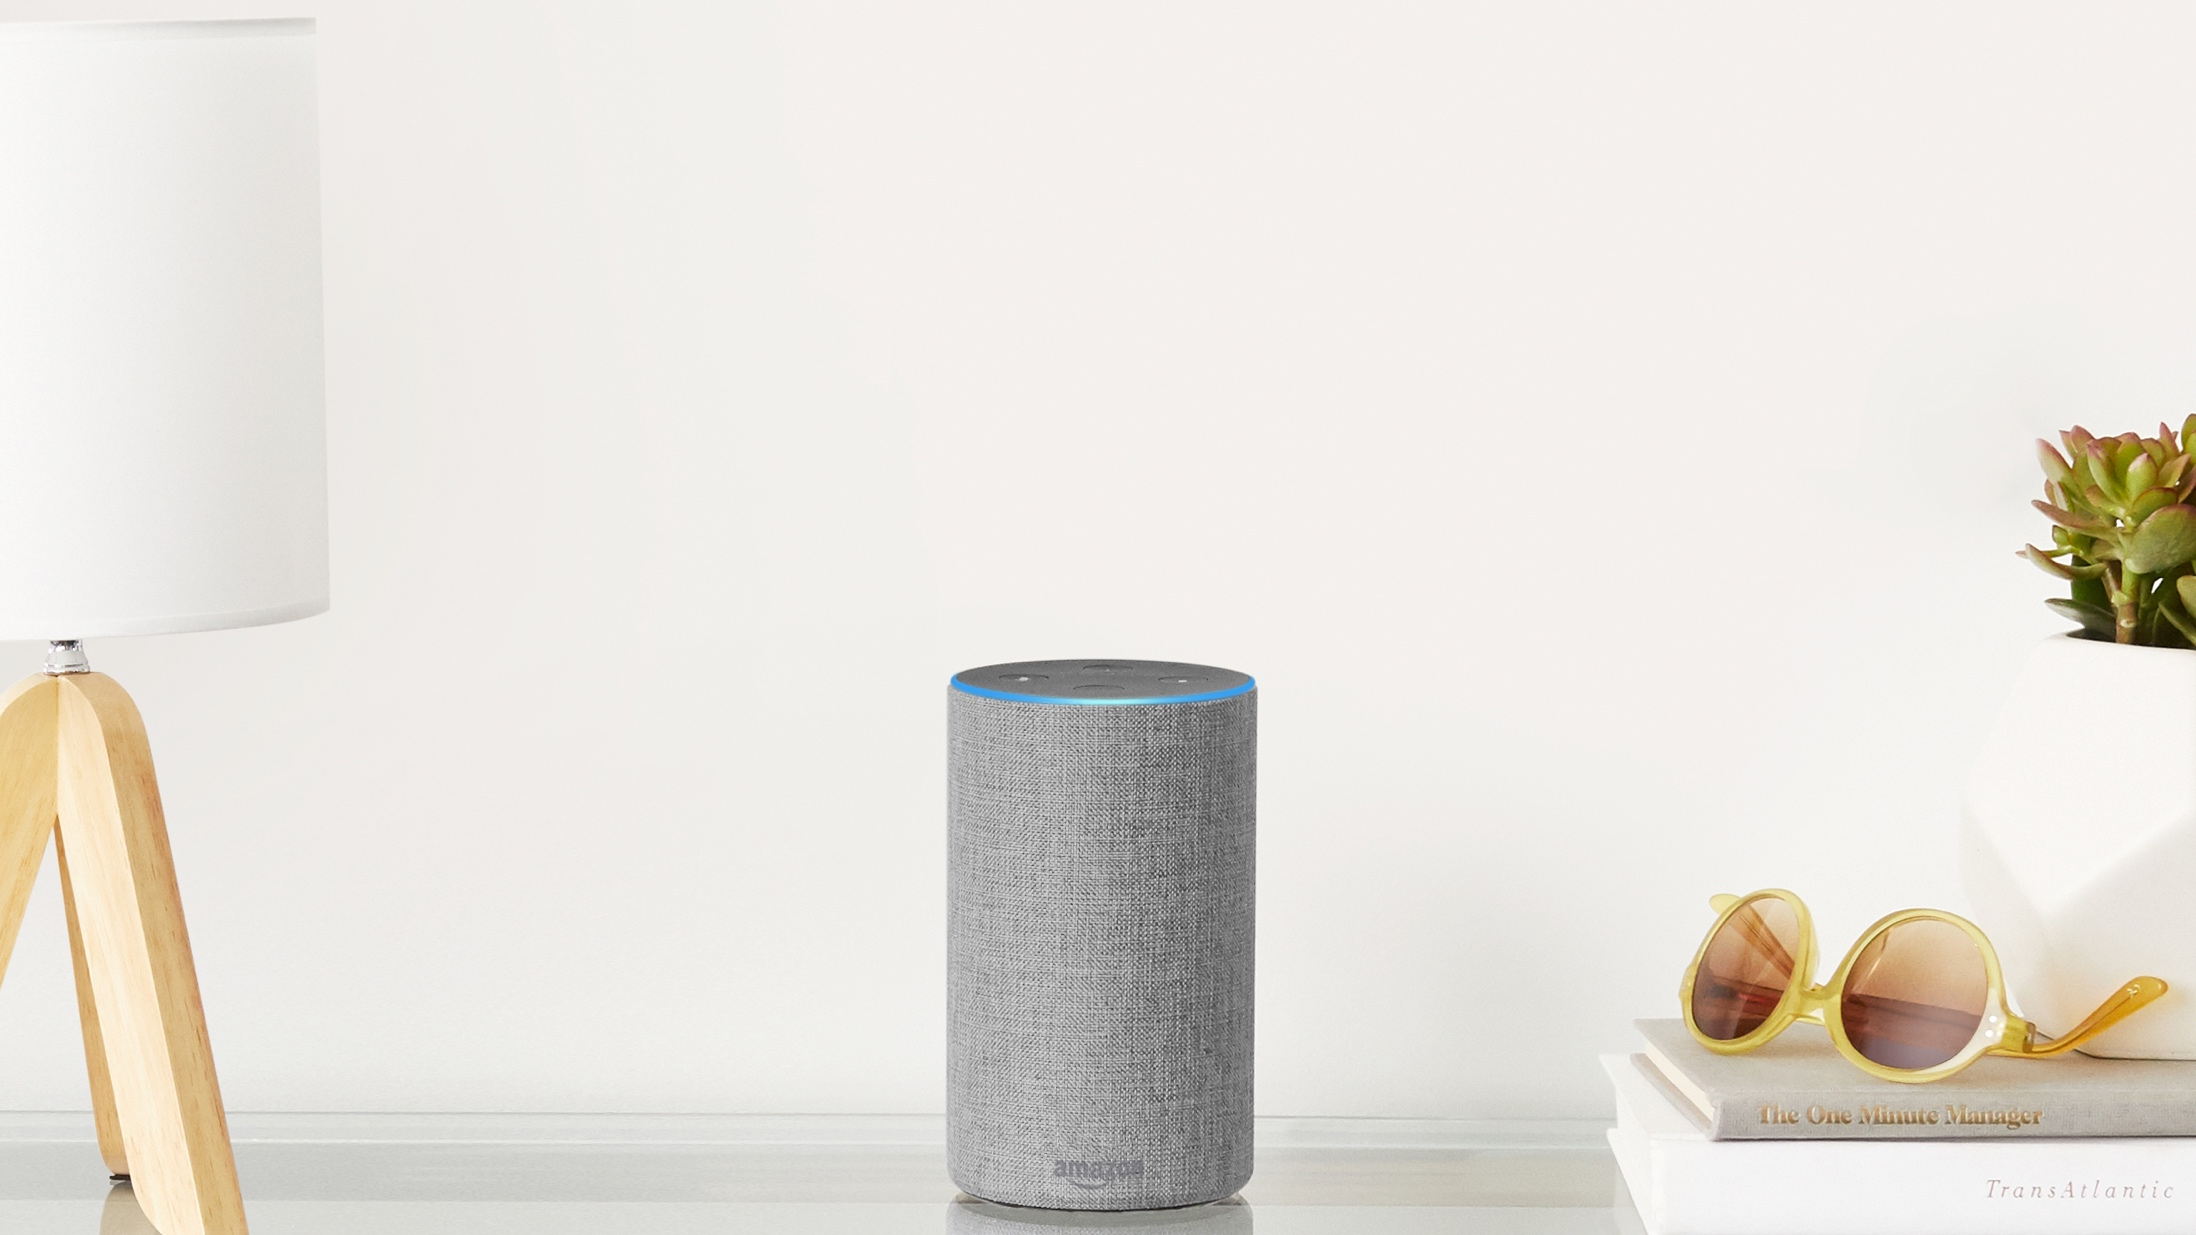 amazon
The One Minute Manager
TransAtlantic